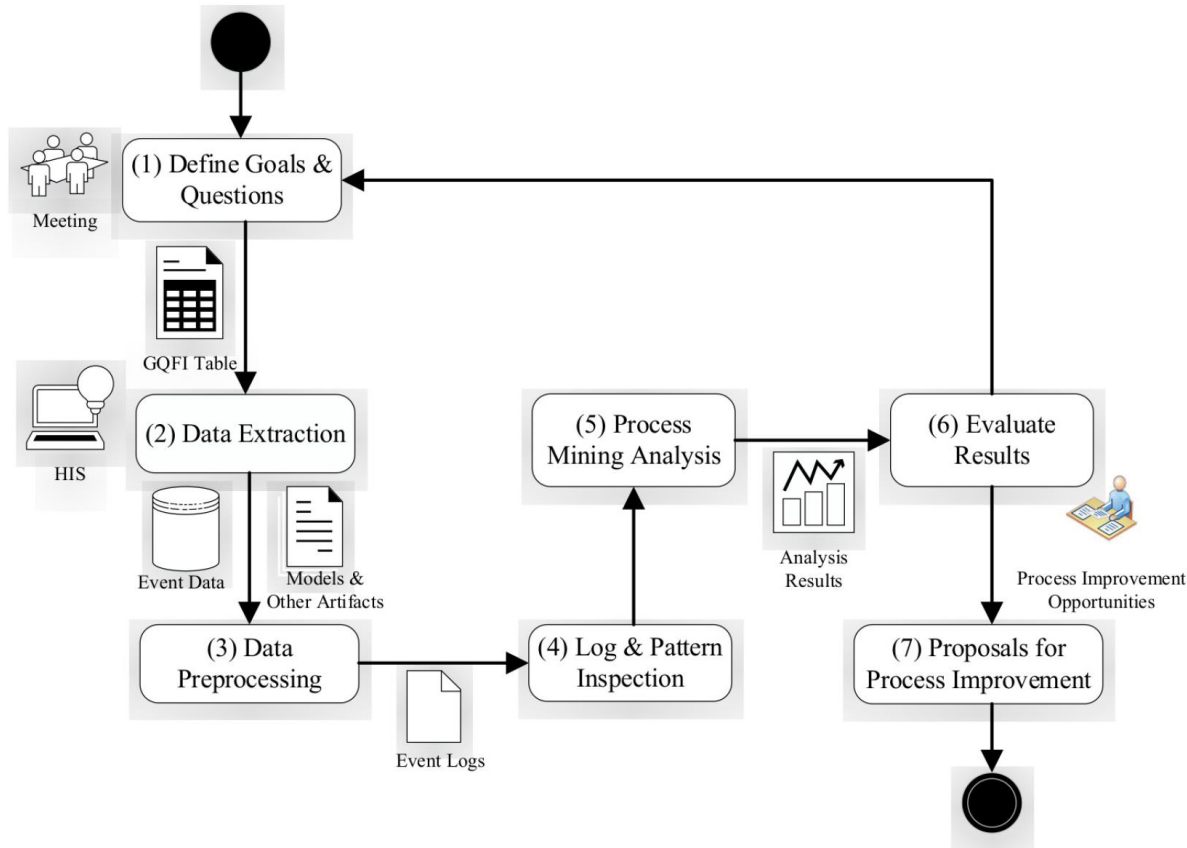 (1) Define Goals &
Questions
Meeting
GQFI Table
HIS
(2) Data Extraction
Event Data
Models &
Other Artifacts
(3) Data
Preprocessing
Event Logs
(4) Log & Pattern
Inspection
(5) Process
Mining Analysis
Analysis
Results
(6) Evaluate
Results
Process Improvement
Opportunities
(7) Proposals for
Process Improvement